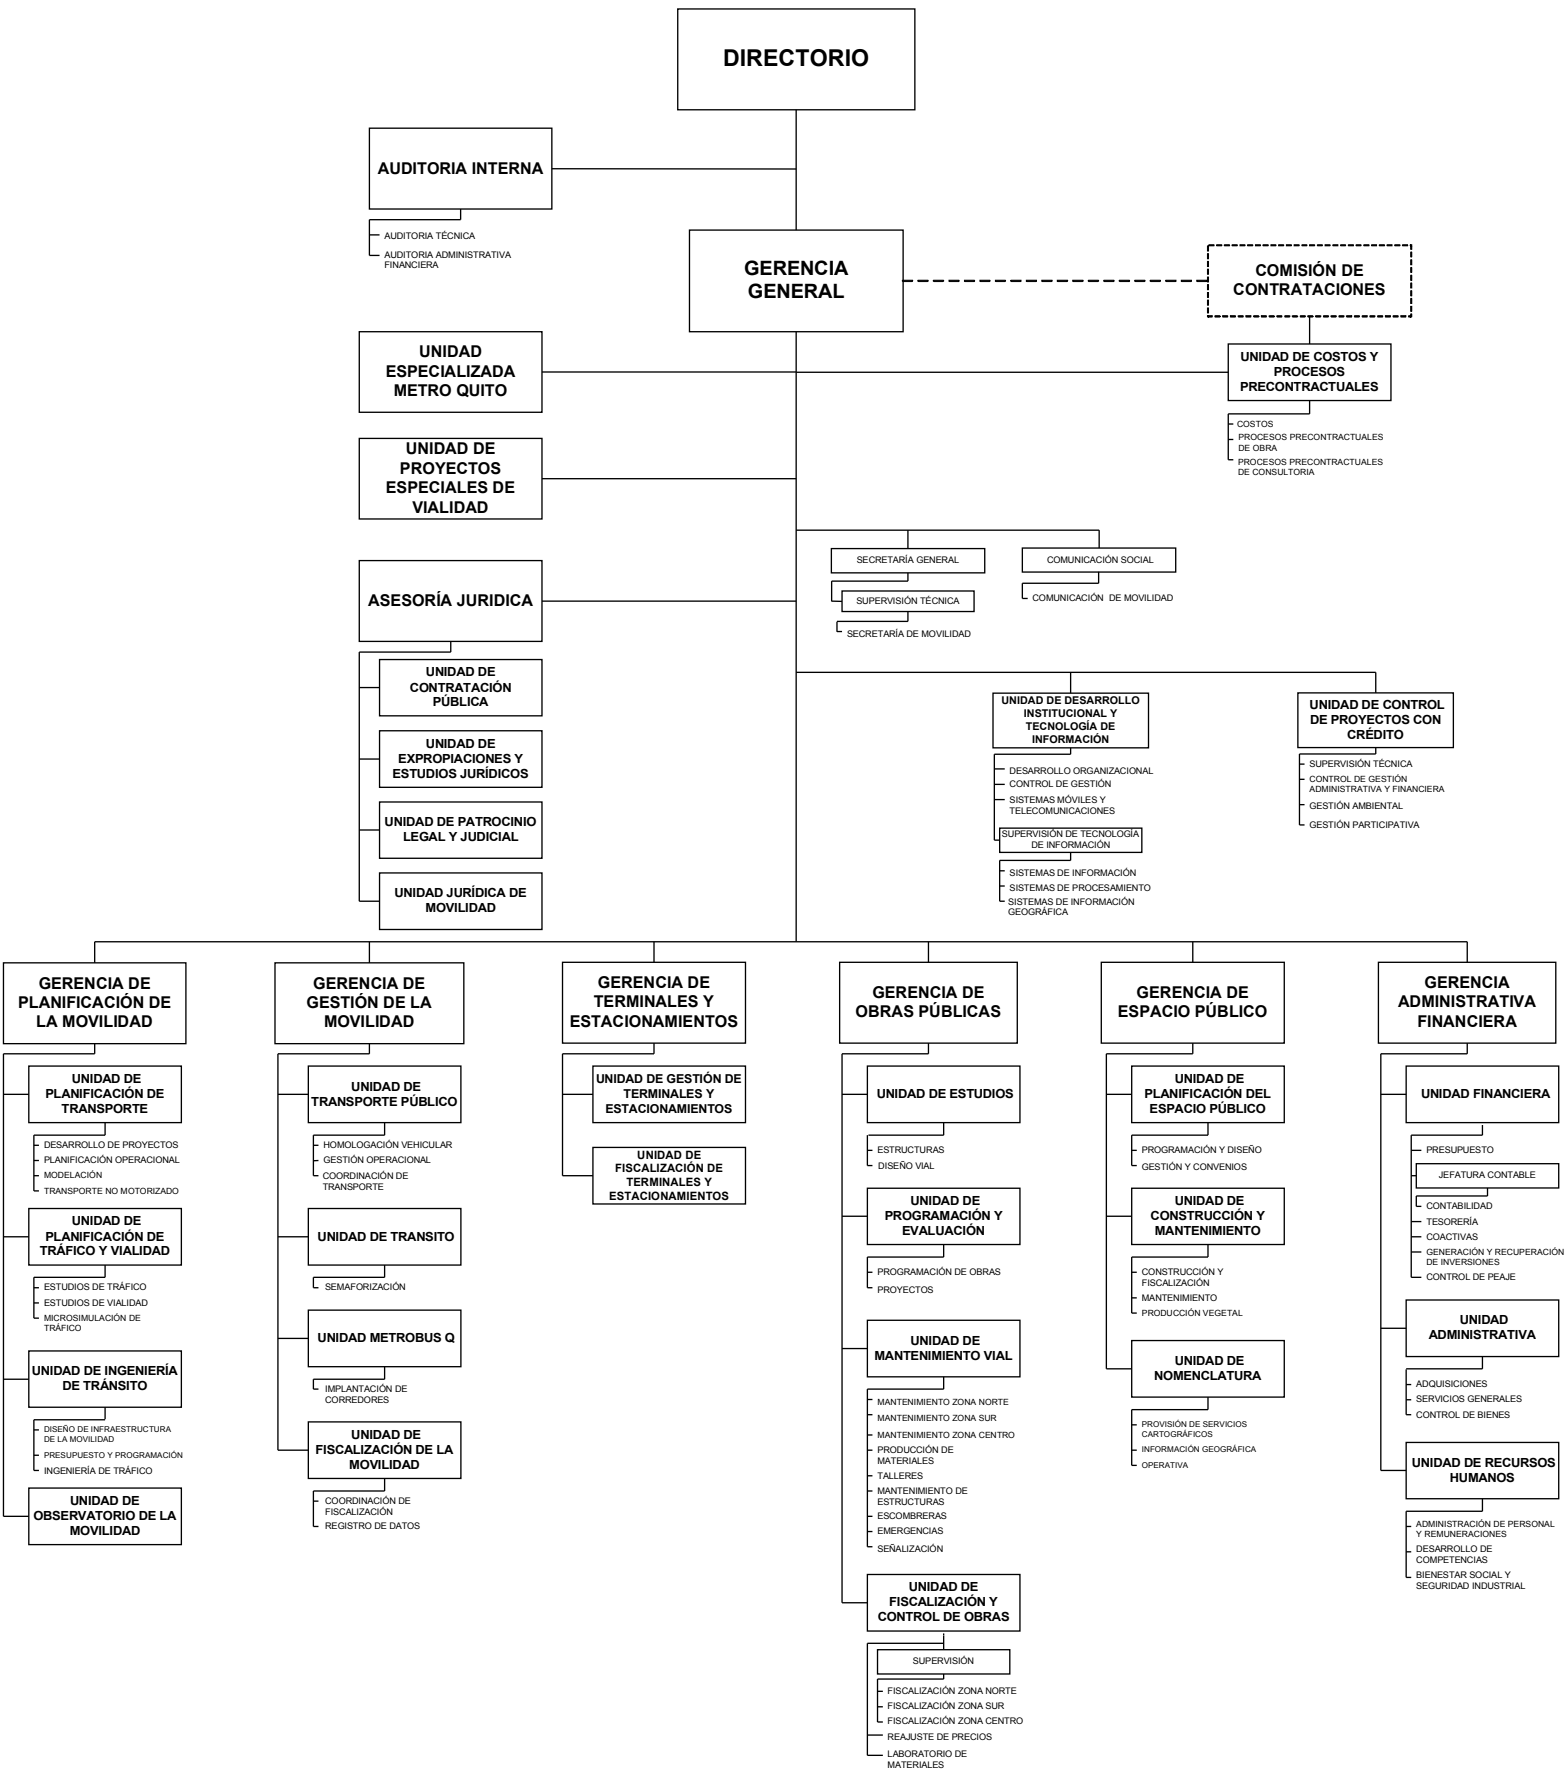 DIRECTORIO
AUDITORIA INTERNA
AUDITORIA TÉCNICA
AUDITORIA ADMINISTRATIVA
FINANCIERA
GERENCIA
GENERAL
COMISIÓN DE
CONTRATACIONES
UNIDAD
ESPECIALIZADA
METRO QUITO
UNIDAD DE COSTOS Y
PROCESOS
PRECONTRACTUALES
COSTOS
PROCESOS PRECONTRACTUALES
DE OBRA
PROCESOS PRECONTRACTUALES
DE CONSULTORIA
UNIDAD DE
PROYECTOS
ESPECIALES DE
VIALIDAD
SECRETARÍA GENERAL
SUPERVISIÓN TÉCNICA
SECRETARÍA DE MOVILIDAD
COMUNICACIÓN SOCIAL
COMUNICACIÓN DE MOVILIDAD
ASESORÍA JURIDICA
UNIDAD DE
CONTRATACIÓN
PÚBLICA
UNIDAD DE
EXPROPIACIONES Y
ESTUDIOS JURÍDICOS
UNIDAD DE PATROCINIO
LEGAL Y JUDICIAL
UNIDAD JURÍDICA DE
MOVILIDAD
UNIDAD DE DESARROLLO
INSTITUCIONAL Y
TECNOLOGÍA DE
INFORMACIÓN
DESARROLLO ORGANIZACIONAL
CONTROL DE GESTIÓN
SISTEMAS MÓVILES Y
TELECOMUNICACIONES
SUPERVISIÓN DE TECNOLOGÍA
DE INFORMACIÓN
SISTEMAS DE INFORMACIÓN
SISTEMAS DE PROCESAMIENTO
SISTEMAS DE INFORMACIÓN
GEOGRÁFICA
UNIDAD DE CONTROL
DE PROYECTOS CON
CRÉDITO
SUPERVISIÓN TÉCNICA
CONTROL DE GESTIÓN
ADMINISTRATIVA Y FINANCIERA
GESTIÓN AMBIENTAL
GESTIÓN PARTICIPATIVA
GERENCIA DE
PLANIFICACIÓN DE
LA MOVILIDAD
UNIDAD DE
PLANIFICACIÓN DE
TRANSPORTE
DESARROLLO DE PROYECTOS
PLANIFICACIÓN OPERACIONAL
MODELACIÓN
TRANSPORTE NO MOTORIZADO
UNIDAD DE
PLANIFICACIÓN DE
TRÁFICO Y VIALIDAD
ESTUDIOS DE TRÁFICO
ESTUDIOS DE VIALIDAD
MICROSIMULACIÓN DE
TRÁFICO
UNIDAD DE INGENIERÍA
DE TRÁNSITO
DISEÑO DE INFRAESTRUCTURA
DE LA MOVILIDAD
PRESUPUESTO Y PROGRAMACIÓN
INGENIERÍA DE TRÁFICO
UNIDAD DE
OBSERVATORIO DE LA
MOVILIDAD
GERENCIA DE
GESTIÓN DE LA
MOVILIDAD
UNIDAD DE
TRANSPORTE PÚBLICO
HOMOLOGACIÓN VEHICULAR
GESTIÓN OPERACIONAL
COORDINACIÓN DE
TRANSPORTE
UNIDAD DE TRANSITO
SEMAFORIZACIÓN
UNIDAD METROBUS Q
IMPLANTACIÓN DE
CORREDORES
UNIDAD DE
FISCALIZACIÓN DE LA
MOVILIDAD
COORDINACIÓN DE
FISCALIZACIÓN
REGISTRO DE DATOS
GERENCIA DE
TERMINALES Y
ESTACIONAMIENTOS
UNIDAD DE GESTIÓN DE
TERMINALES Y
ESTACIONAMIENTOS
UNIDAD DE
FISCALIZACIÓN DE
TERMINALES Y
ESTACIONAMIENTOS
GERENCIA DE
OBRAS PÚBLICAS
UNIDAD DE ESTUDIOS
ESTRUCTURAS
DISEÑO VIAL
UNIDAD DE
PROGRAMACIÓN Y
EVALUACIÓN
PROGRAMACIÓN DE OBRAS
PROYECTOS
UNIDAD DE
MANTENIMIENTO VIAL
MANTENIMIENTO ZONA NORTE
MANTENIMIENTO ZONA SUR
MANTENIMIENTO ZONA CENTRO
PRODUCCIÓN DE
MATERIALES
TALLERES
MANTENIMIENTO DE
ESTRUCTURAS
ESCOMBRERAS
EMERGENCIAS
SEÑALIZACIÓN
UNIDAD DE
FISCALIZACIÓN Y
CONTROL DE OBRAS
SUPERVISIÓN
FISCALIZACIÓN ZONA NORTE
FISCALIZACIÓN ZONA SUR
FISCALIZACIÓN ZONA CENTRO
REAJUSTE DE PRECIOS
LABORATORIO DE
MATERIALES
GERENCIA DE
ESPACIO PÚBLICO
UNIDAD DE
PLANIFICACIÓN DEL
ESPACIO PÚBLICO
PROGRAMACIÓN Y DISEÑO
GESTIÓN Y CONVENIOS
UNIDAD DE
CONSTRUCCIÓN Y
MANTENIMIENTO
CONSTRUCCIÓN Y
FISCALIZACIÓN
MANTENIMIENTO
PRODUCCIÓN VEGETAL
UNIDAD DE
NOMENCLATURA
PROVISIÓN DE SERVICIOS
CARTOGRÁFICOS
INFORMACIÓN GEOGRÁFICA
OPERATIVA
GERENCIA
ADMINISTRATIVA
FINANCIERA
UNIDAD FINANCIERA
PRESUPUESTO
JEFATURA CONTABLE
CONTABILIDAD
TESORERÍA
COACTIVAS
GENERACIÓN Y RECUPERACIÓN
DE INVERSIONES
CONTROL DE PEAJE
UNIDAD
ADMINISTRATIVA
ADQUISICIONES
SERVICIOS GENERALES
CONTROL DE BIENES
UNIDAD DE RECURSOS
HUMANOS
ADMINISTRACIÓN DE PERSONAL
Y REMUNERACIONES
DESARROLLO DE
COMPETENCIAS
BIENESTAR SOCIAL Y
SEGURIDAD INDUSTRIAL